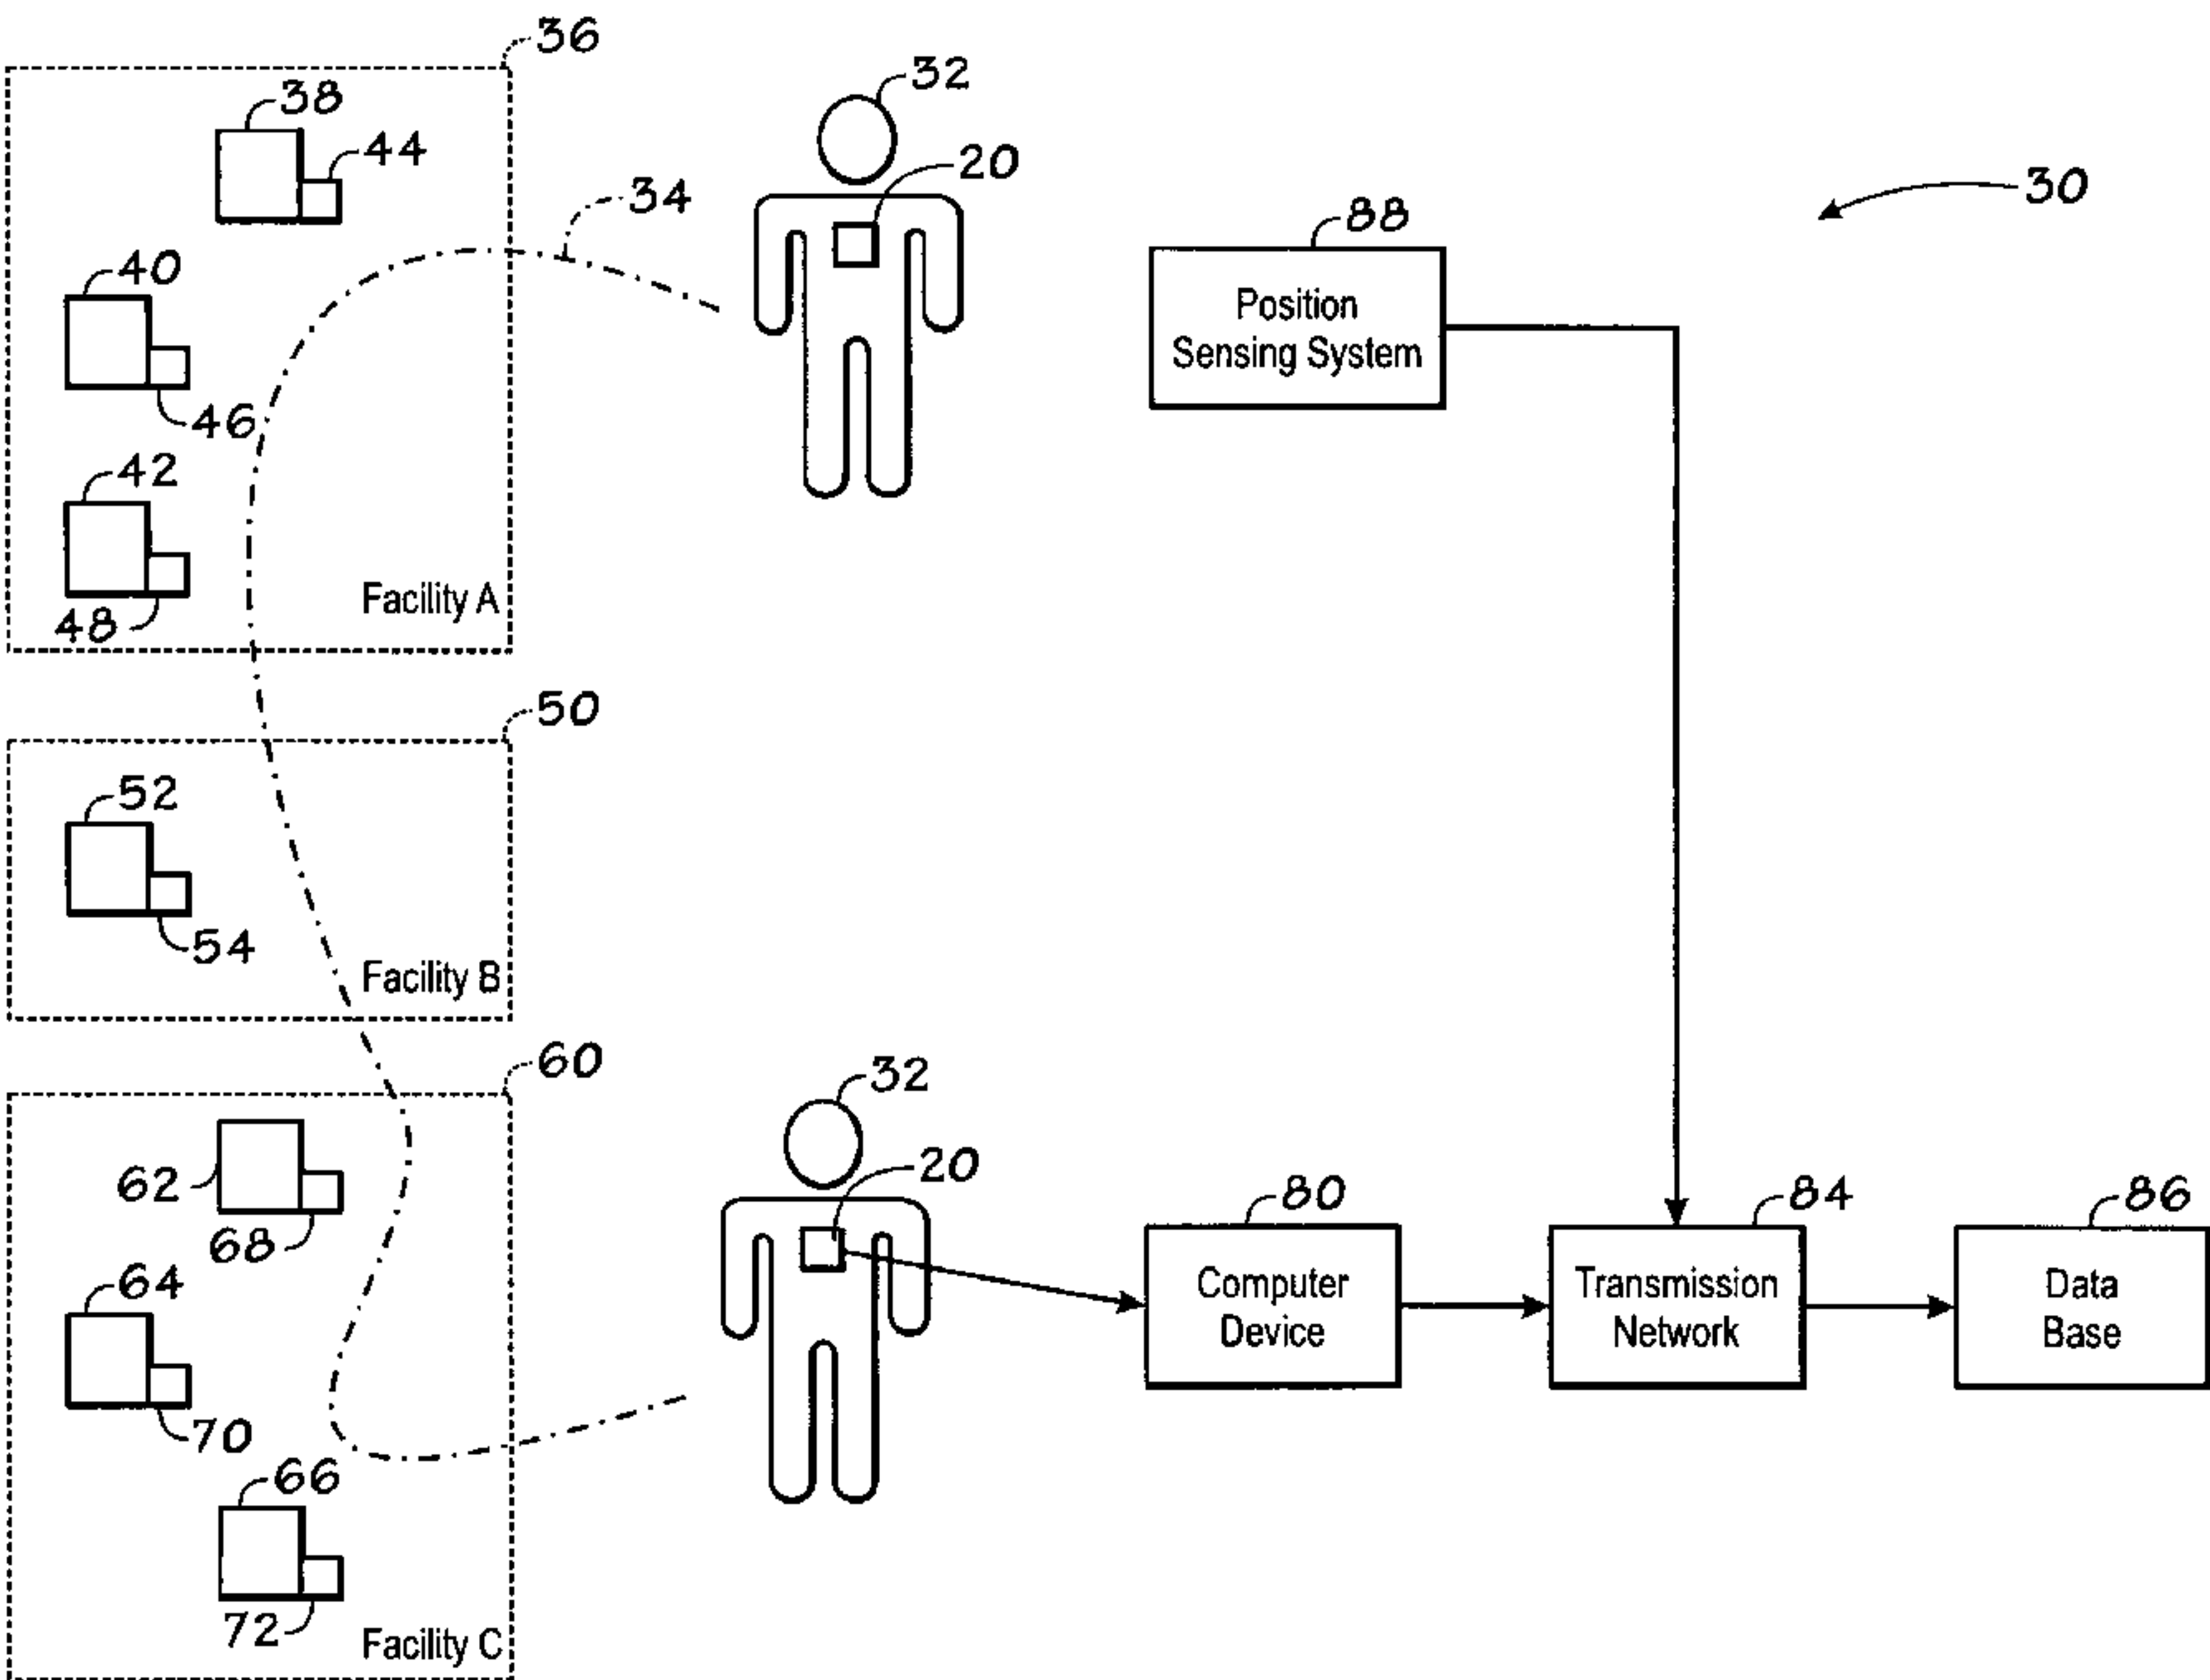 36
38
44
34
32
20
30
88
Position
Sensing System
40
46
42
48
Facility A
50
52
54
Facility B
60
62
68
64
70
66
72
Facility C
32
20
80
Computer
Device
84
Transmission
Network
86
Data
Base